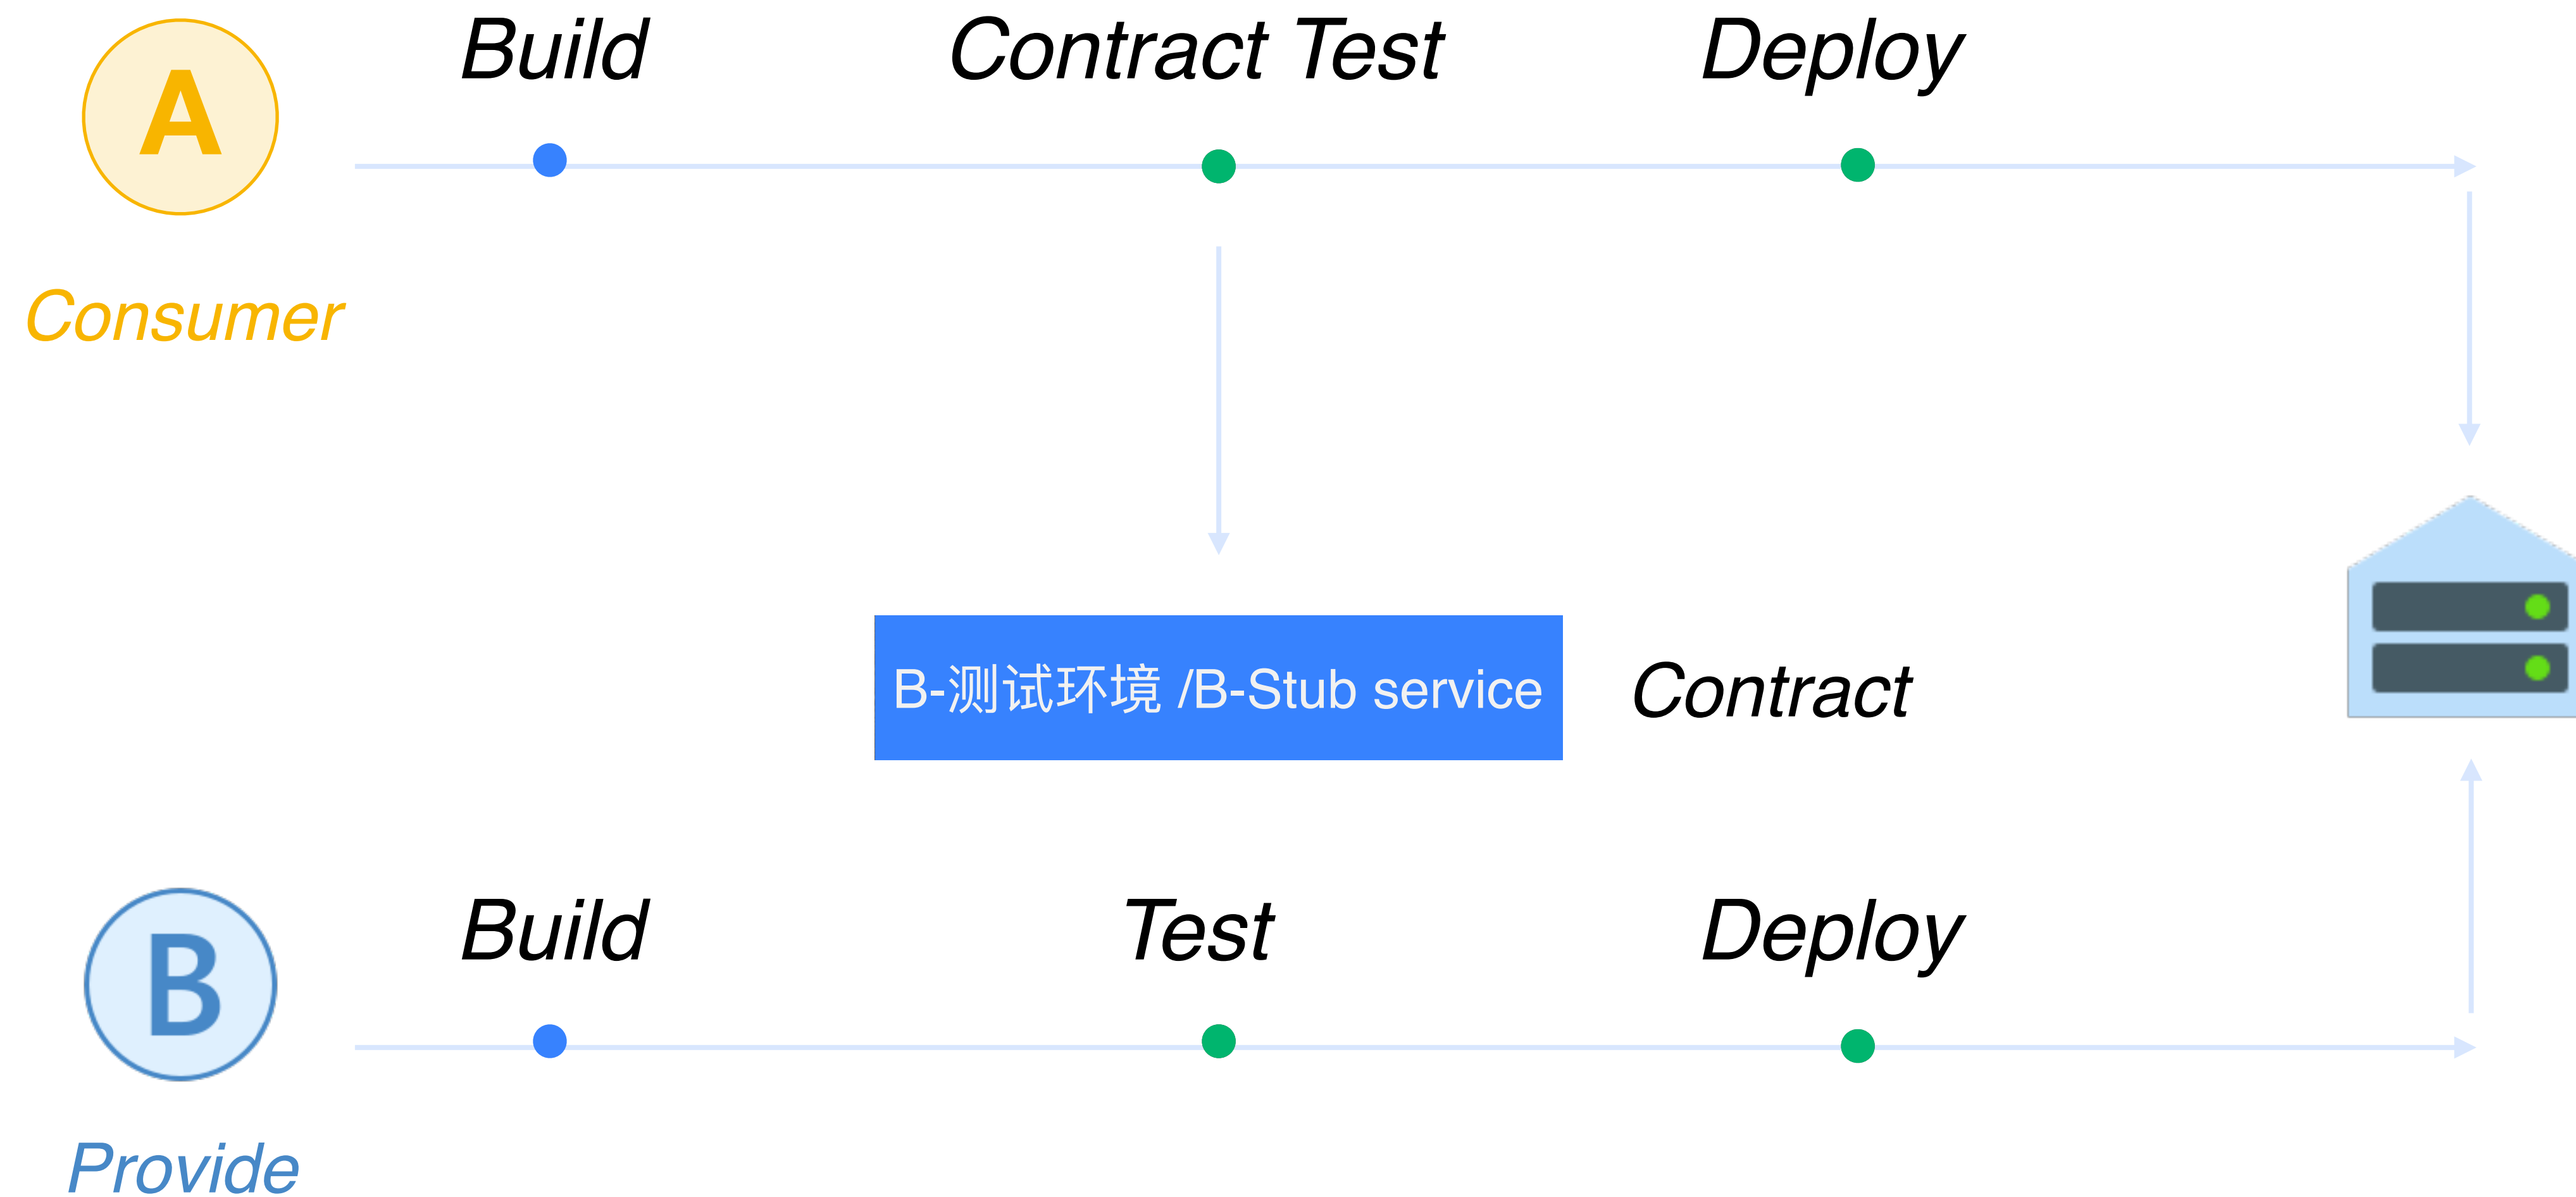 A
Build
Contract Test
Deploy
Consumer
B-测试环境 /B-Stub service
Contract
B
Build
Test
Deploy
Provide